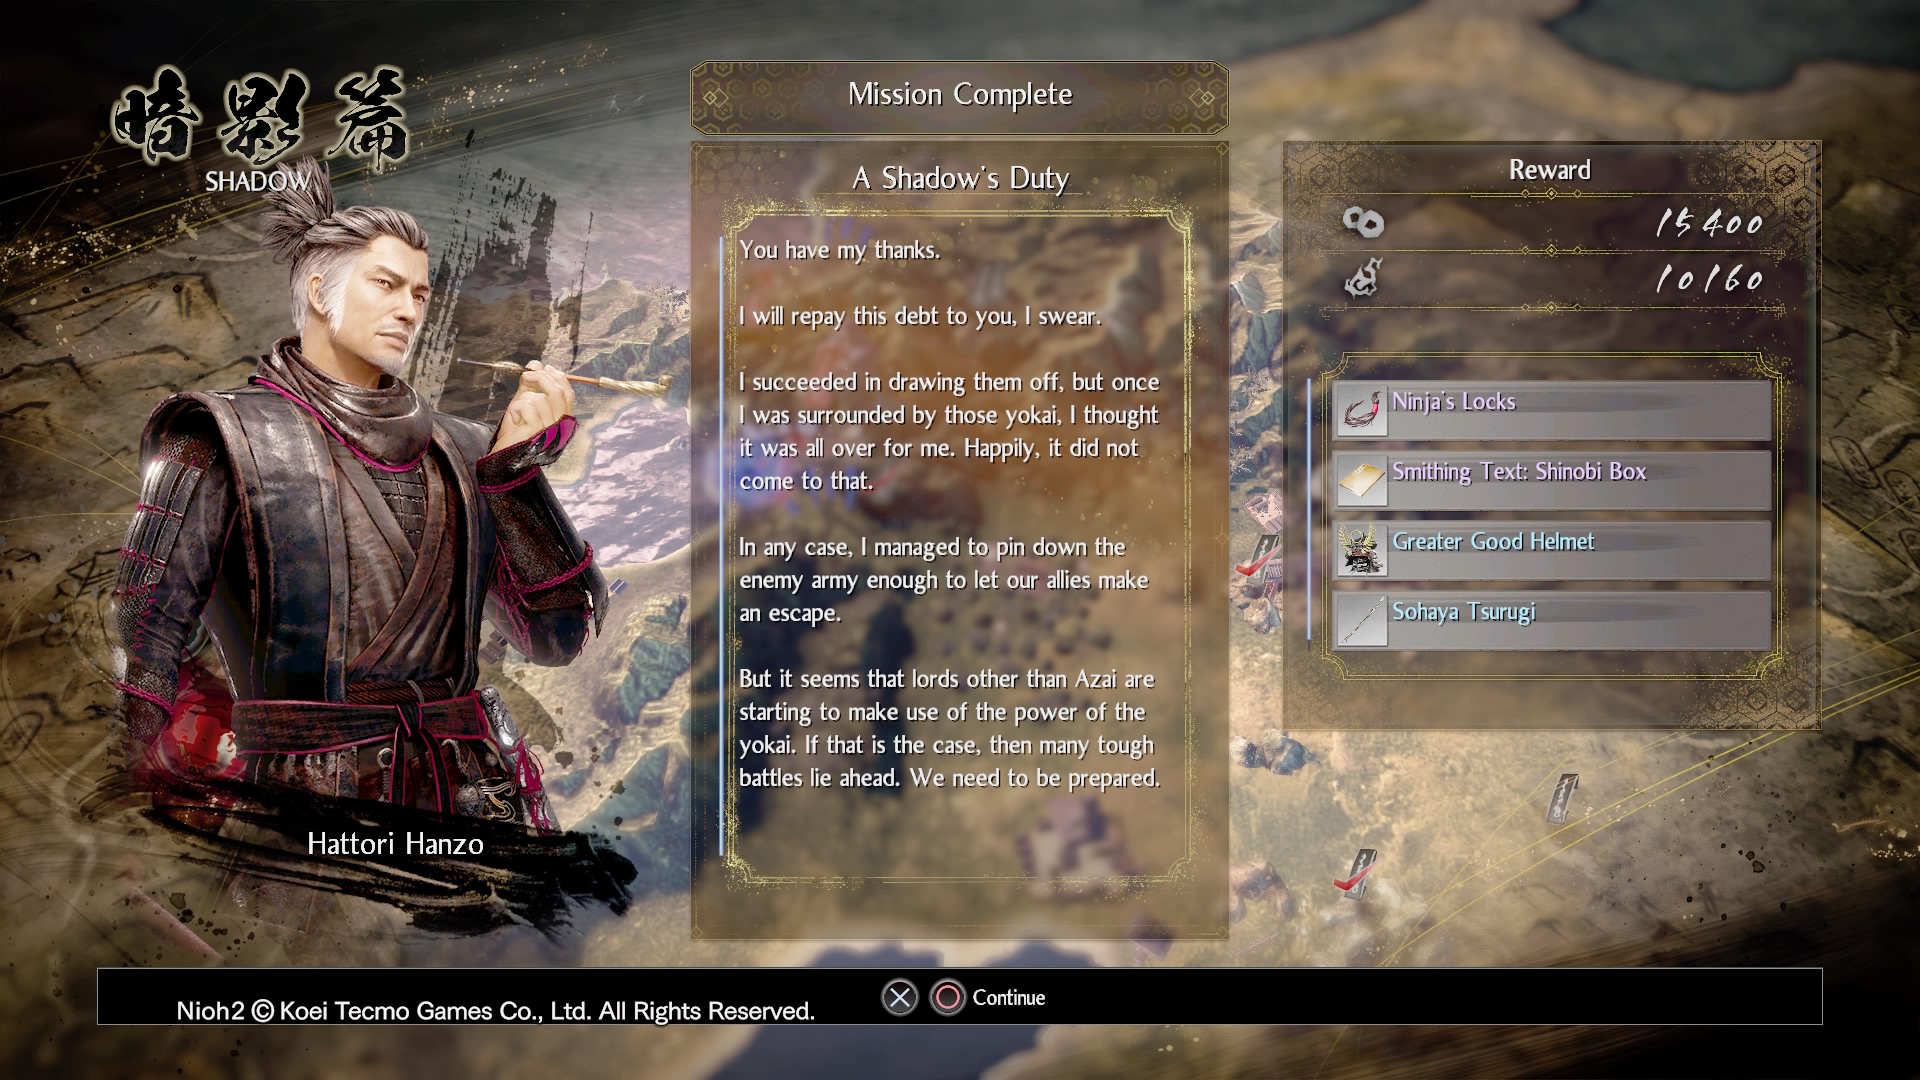 暗影篇
SHADOW
Hattori Hanzo
Mission Complete
A Shadow's Duty
You have my thanks.
I will repay this debt to you, I swear.
I succeeded in drawing them off, but once
I was surrounded by those yokai, I thought
it was all over for me. Happily, it did not
come to that.
In any case, I managed to pin down the
enemy army enough to let our allies make
an escape.
But it seems that lords other than Azai are
starting to make use of the power of the
yokai. If that is the case, then many tough
battles lie ahead. We need to be prepared.
Reward
15400
10160
Ninja's Locks
Smithing Text: Shinobi Box
Greater Good Helmet
Sohaya Tsurugi
Nioh2 © Koei Tecmo Games Co., Ltd. All Rights Reserved.
Continue